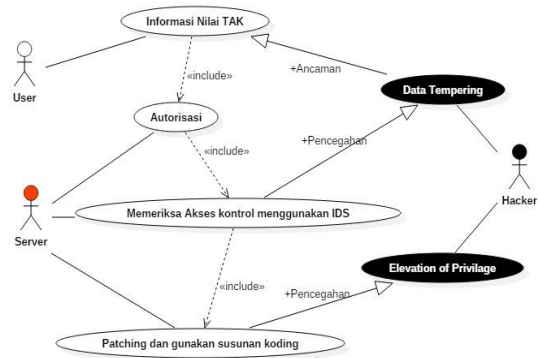 Informasi Nilai TAK
+Ancaman
User
«include»
Data Tempering
Autorisasi
+Pencegahan
«include»
Hacker
Memeriksa Akses kontrol menggunakan IDS
Server
Elevation of Privilage
«include»
+Pencegahan
Patching dan gunakan susunan koding